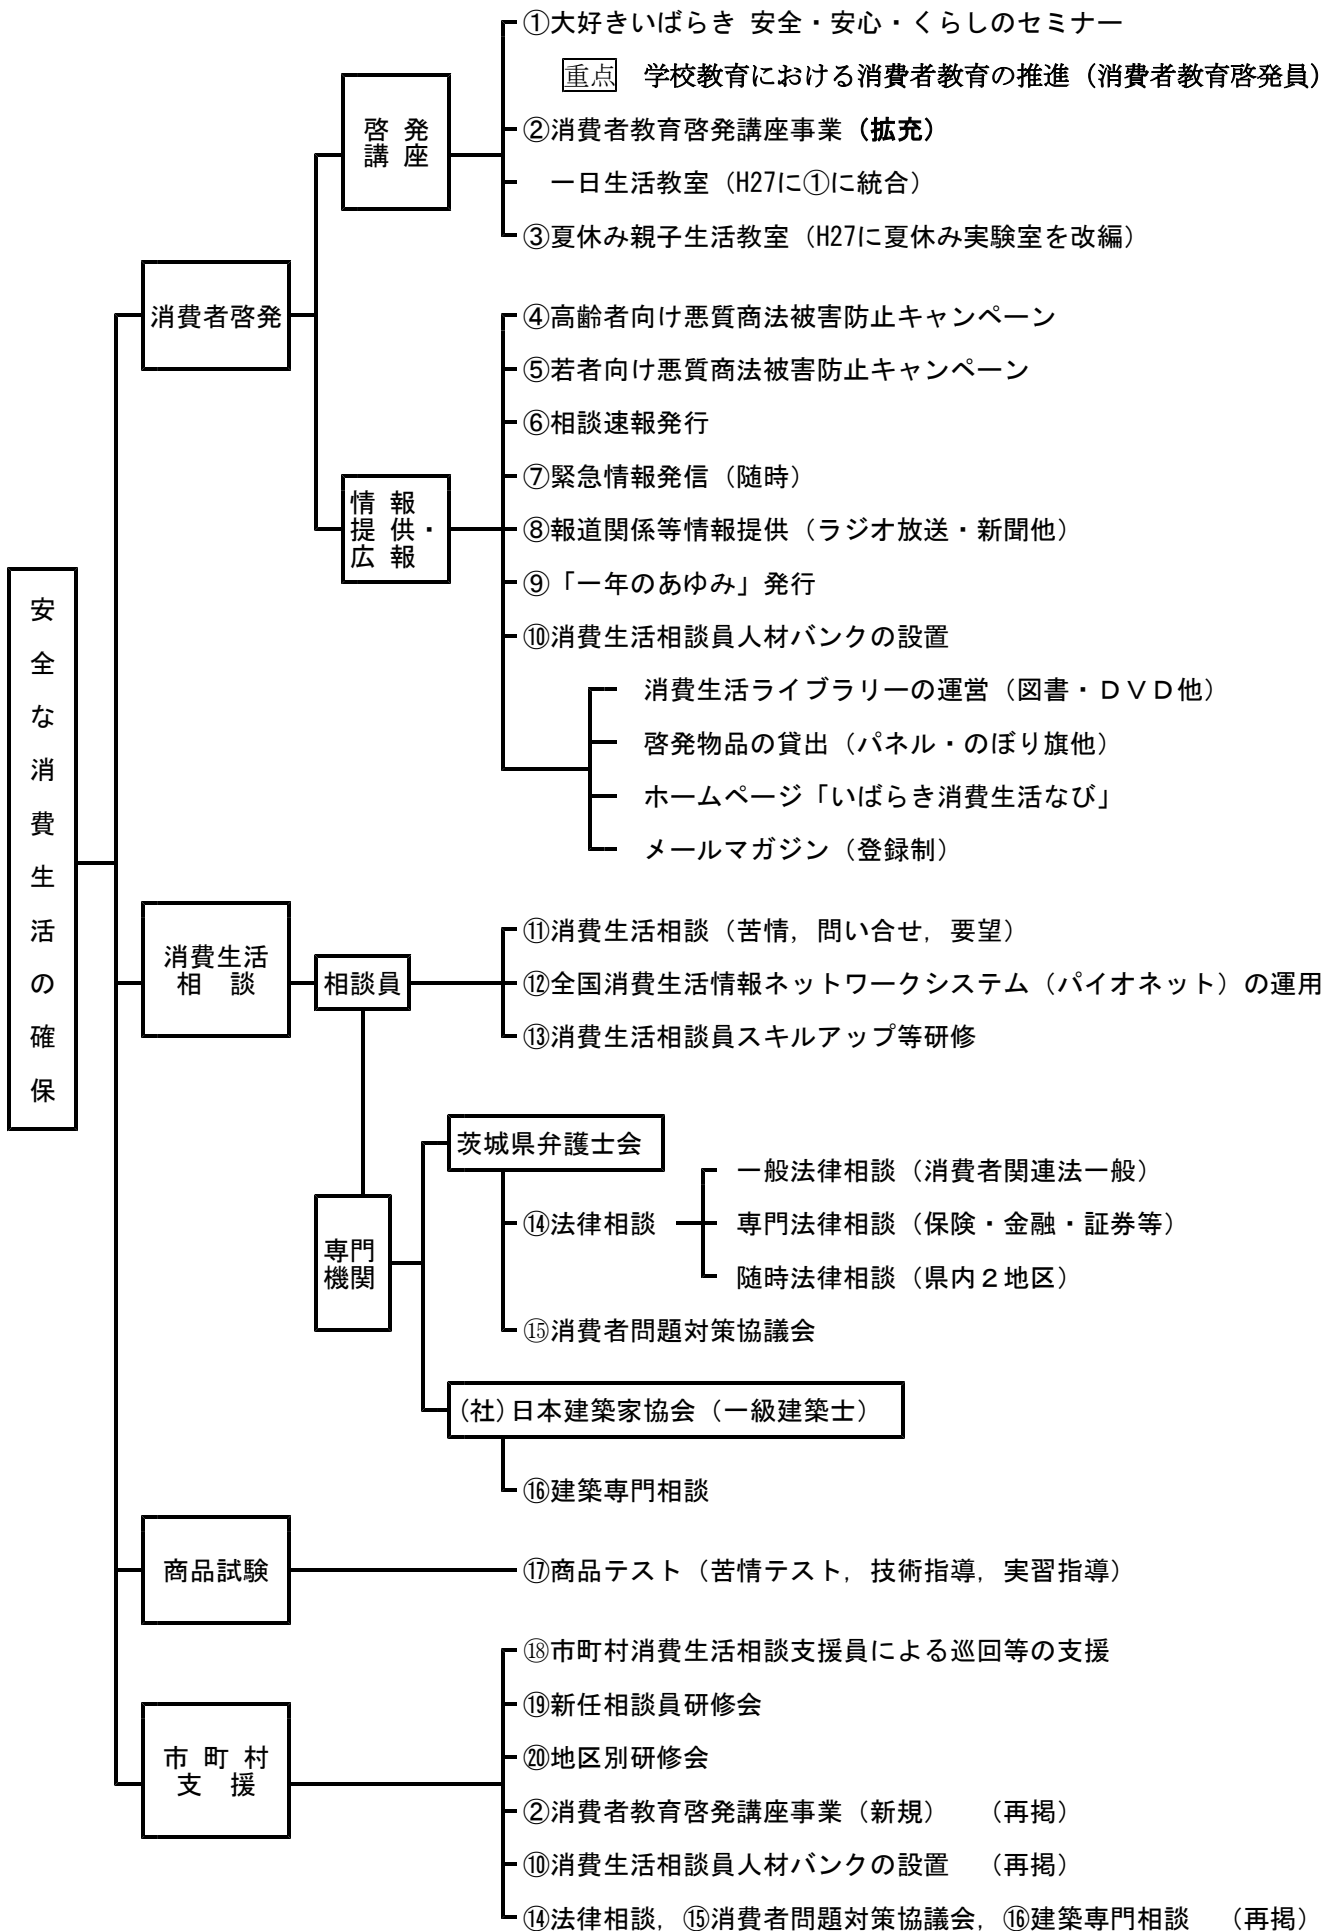 安全な消費生活の確保
消費者啓発
啓 発
講 座
①大好きいばらき 安全・安心・くらしのセミナー
重点 学校教育における消費者教育の推進（消費者教育啓発員）
②消費者教育啓発講座事業（拡充）
一日生活教室（H27に①に統合）
③夏休み親子生活教室（H27に夏休み実験室を改編）
情 報
提 供・
広 報
④高齢者向け悪質商法被害防止キャンペーン
⑤若者向け悪質商法被害防止キャンペーン
⑥相談速報発行
⑦緊急情報発信（随時）
⑧報道関係等情報提供（ラジオ放送・新聞他）
⑨「一年のあゆみ」発行
⑩消費生活相談員人材バンクの設置
消費生活ライブラリーの運営（図書・ＤＶＤ他）
啓発物品の貸出（パネル・のぼり旗他）
ホームページ「いばらき消費生活なび」
メールマガジン（登録制）
消費生活
相 談
相談員
⑪消費生活相談（苦情，問い合せ，要望）
⑫全国消費生活情報ネットワークシステム（パイオネット）の運用
⑬消費生活相談員スキルアップ等研修
専門
機関
茨城県弁護士会
⑭法律相談
一般法律相談（消費者関連法一般）
専門法律相談（保険・金融・証券等）
随時法律相談（県内２地区）
⑮消費者問題対策協議会
(社)日本建築家協会（一級建築士）
⑯建築専門相談
商品試験
⑰商品テスト（苦情テスト，技術指導，実習指導）
市 町 村
支 援
⑱市町村消費生活相談支援員による巡回等の支援
⑲新任相談員研修会
⑳地区別研修会
②消費者教育啓発講座事業（新規） （再掲）
⑩消費生活相談員人材バンクの設置 （再掲）
⑭法律相談，⑮消費者問題対策協議会，⑯建築専門相談 （再掲）